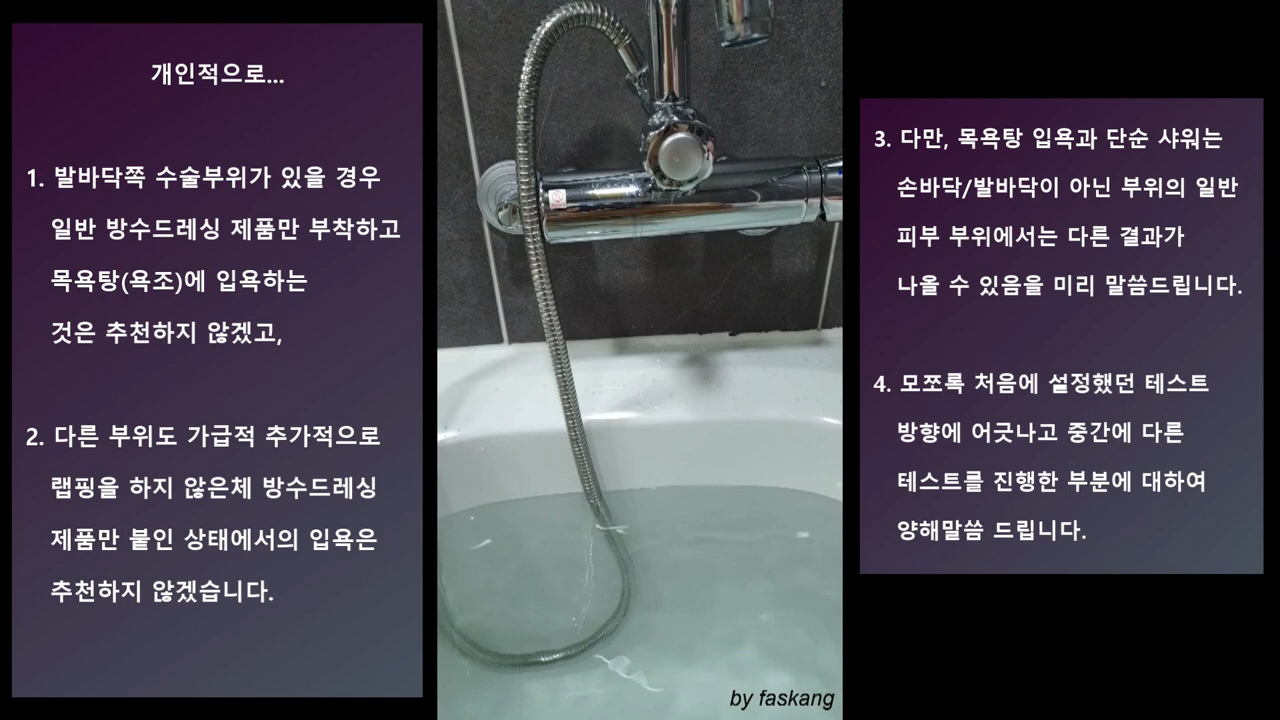 개인적으로...
1. 발바닥쪽 수술부위가 있을 경우
일반 방수드레싱 제품만 부착하고
목욕탕(욕조)에 입욕하는
것은 추천하지 않겠고,
2. 다른 부위도 가급적 추가적으로
랩핑을 하지 않은체 방수드레싱
제품만 붙인 상태에서의 입욕은
추천하지 않겠습니다.
3. 다만, 목욕탕 입욕과 단순 샤워는
손바닥/발바닥이 아닌 부위의 일반
피부 부위에서는 다른 결과가
나올 수 있음을 미리 말씀드립니다.
4. 모쪼록 처음에 설정했던 테스트
방향에 어긋나고 중간에 다른
테스트를 진행한 부분에 대하여
양해말씀 드립니다.
by faskang